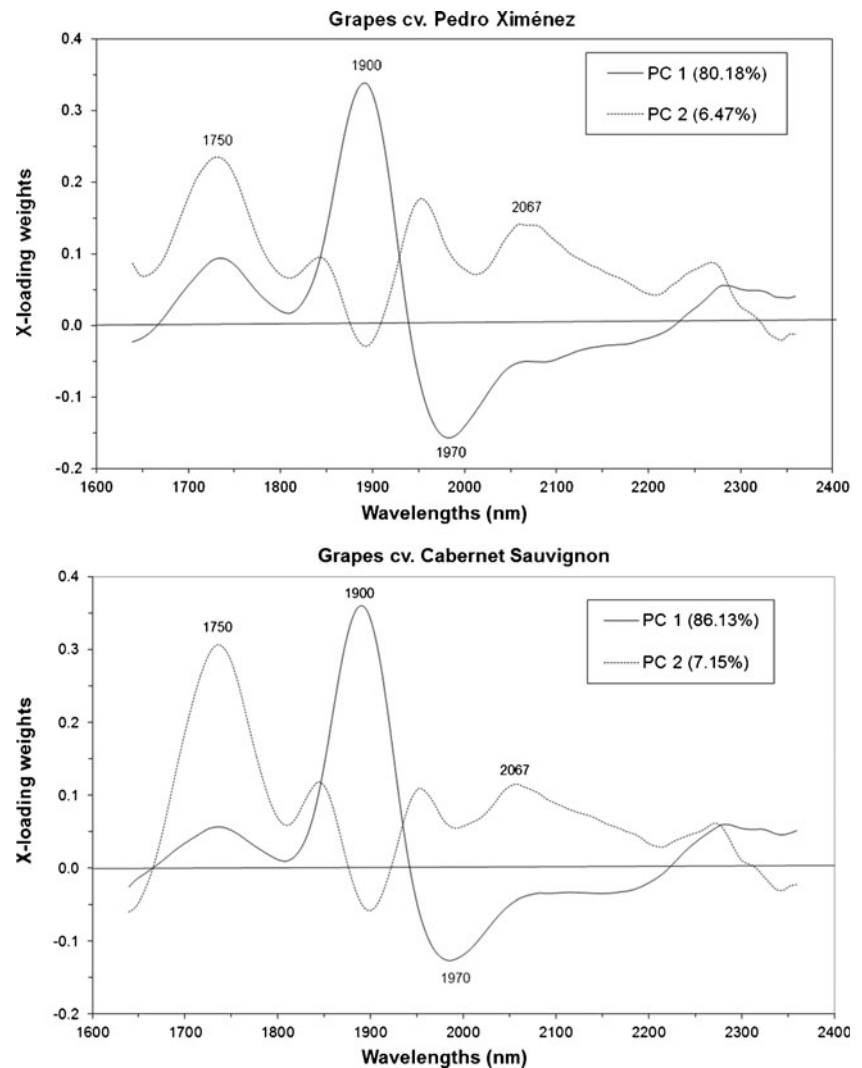 Grapes cv. Pedro Ximénez
X-loading weights
0.4
0.3
0.2
0.1
0.0
-0.1
-0.2
1750
1900
1970
2067
PC 1 (80.18%)
PC 2 (6.47%)
1600 1700 1800 1900 2000 2100 2200 2300 2400
Wavelengths (nm)
Grapes cv. Cabernet Sauvignon
X-loading weights
0.4
0.3
0.2
0.1
0.0
-0.1
-0.2
1750
1900
1970
2067
PC 1 (86.13%)
PC 2 (7.15%)
1600 1700 1800 1900 2000 2100 2200 2300 2400
Wavelengths (nm)